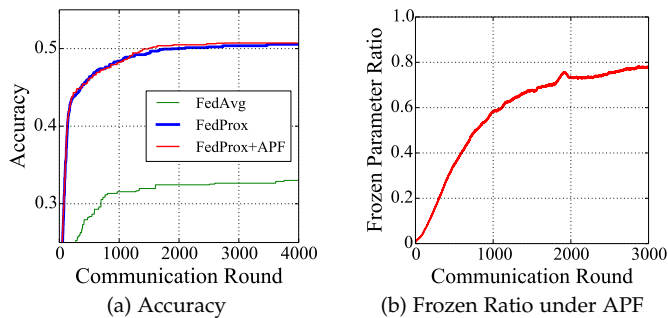 0.5
0.4
0.3
Accuracy
FedAvg
FedProx
FedProx+APF
0 1000 2000 3000 4000
Communication Round
(a) Accuracy
1.0
0.8
0.6
0.4
0.2
0
Frozen Parameter Ratio
0 1000 2000 3000
Communication Round
(b) Frozen Ratio under APF